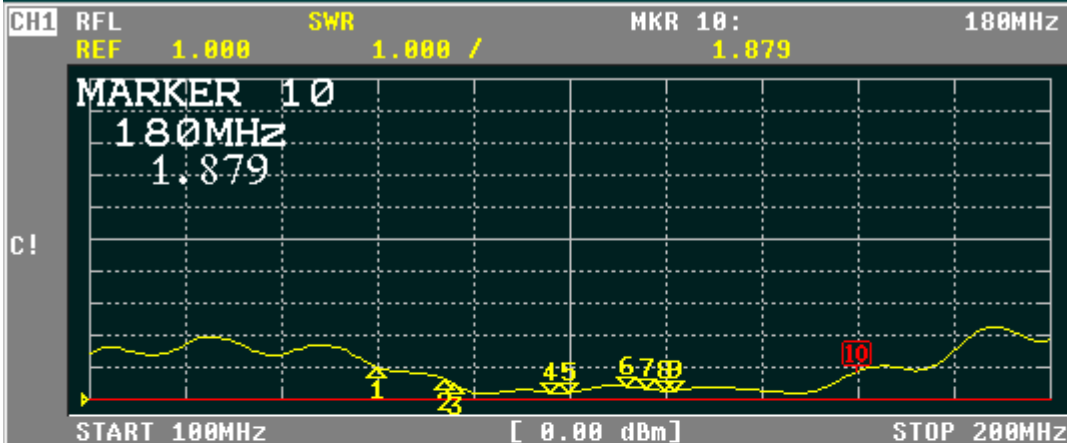 CH1 RFL SWR MKR 10: 180MHz
REF 1.000 1.000 / 1.879
MARKER 10
180MHz
1.879
C!
10
1 23 45 6789
START 100MHz [ 0.00 dBm] STOP 200MHz